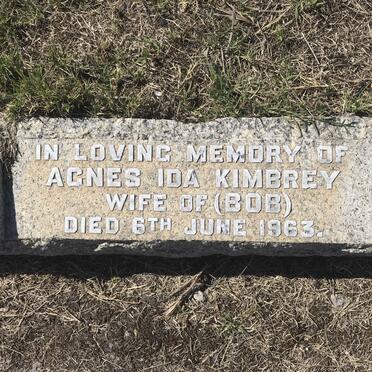 IN LOVING MEMORY OF
AGNES IDA KIMBREY
WIFE OF (BOB)
DIED 6TH JUNE 1963.